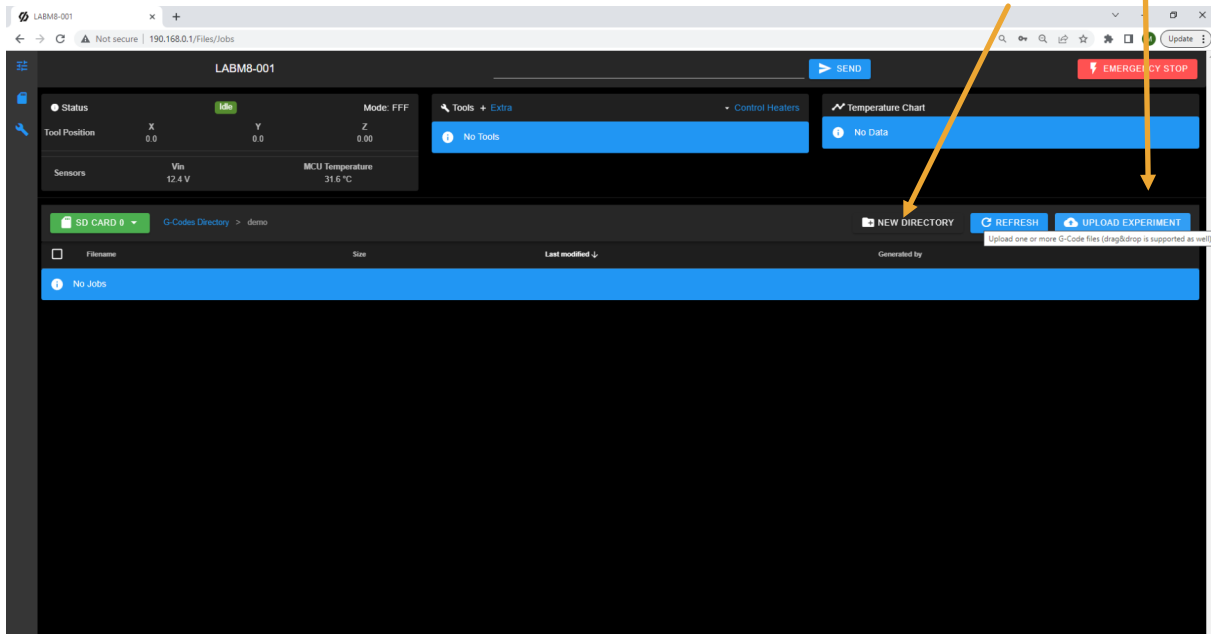 LABM8-001
Not secure | 190.168.0.1/Files/Jobs
Update
LABM8-001
SEND
EMERGENCY STOP
Status
Idle
Mode: FFF
Tool Position
X
Y
Z
0.0
0.0
0.00
Sensors
Vin
MCU Temperature
12.4 V
31.6 °C
Tools + Extra
Control Heaters
No Tools
Temperature Chart
No Data
SD CARD 0
G-Codes Directory > demo
NEW DIRECTORY
REFRESH
UPLOAD EXPERIMENT
Upload one or more G-Code files (drag&drop is supported as well)
Filename
Size
Last modified ↓
Generated by
No Jobs